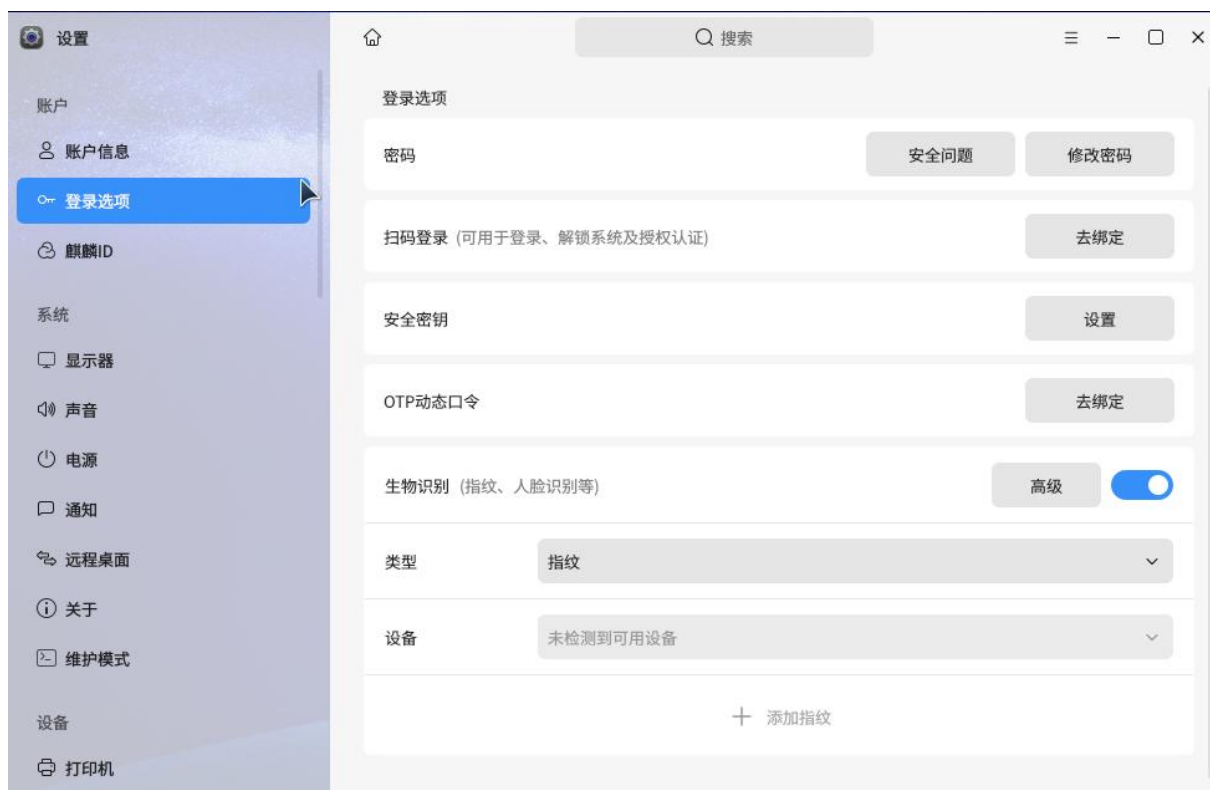 设置
搜索
账户
账户信息
登录选项
麒麟ID
系统
显示器
声音
电源
通知
远程桌面
关于
维护模式
设备
打印机
登录选项
密码 安全问题 修改密码
扫码登录 (可用于登录、解锁系统及授权认证) 去绑定
安全密钥 设置
OTP动态口令 去绑定
生物识别 (指纹、人脸识别等) 高级
类型 指纹
设备 未检测到可用设备
添加指纹